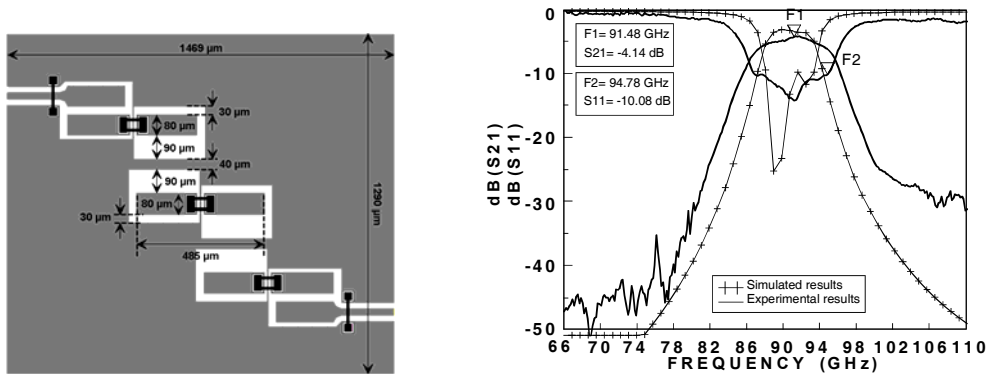 1469 µm
30 µm
80 µm
90 µm
40 µm
90 µm
80 µm
30 µm
485 µm
1290 µm
dB(S21)
dB(S11)
0
-10
-20
-30
-40
-50
F1= 91.48 GHz
S21= -4.14 dB
F2= 94.78 GHz
S11= -10.08 dB
F1
F2
Simulated results
Experimental results
66 70 74 78 82 86 90 94 98 102 106 110
FREQUENCY (GHz)